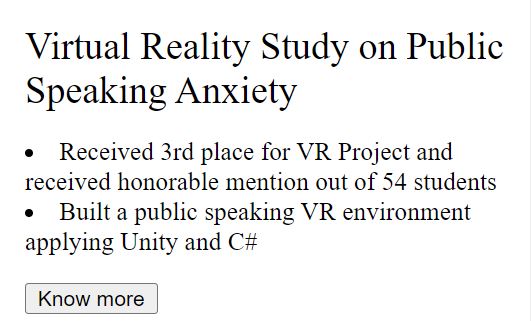 Virtual Reality Study on Public
Speaking Anxiety
• Received 3rd place for VR Project and
received honorable mention out of 54 students
• Built a public speaking VR environment
applying Unity and C#
Know more